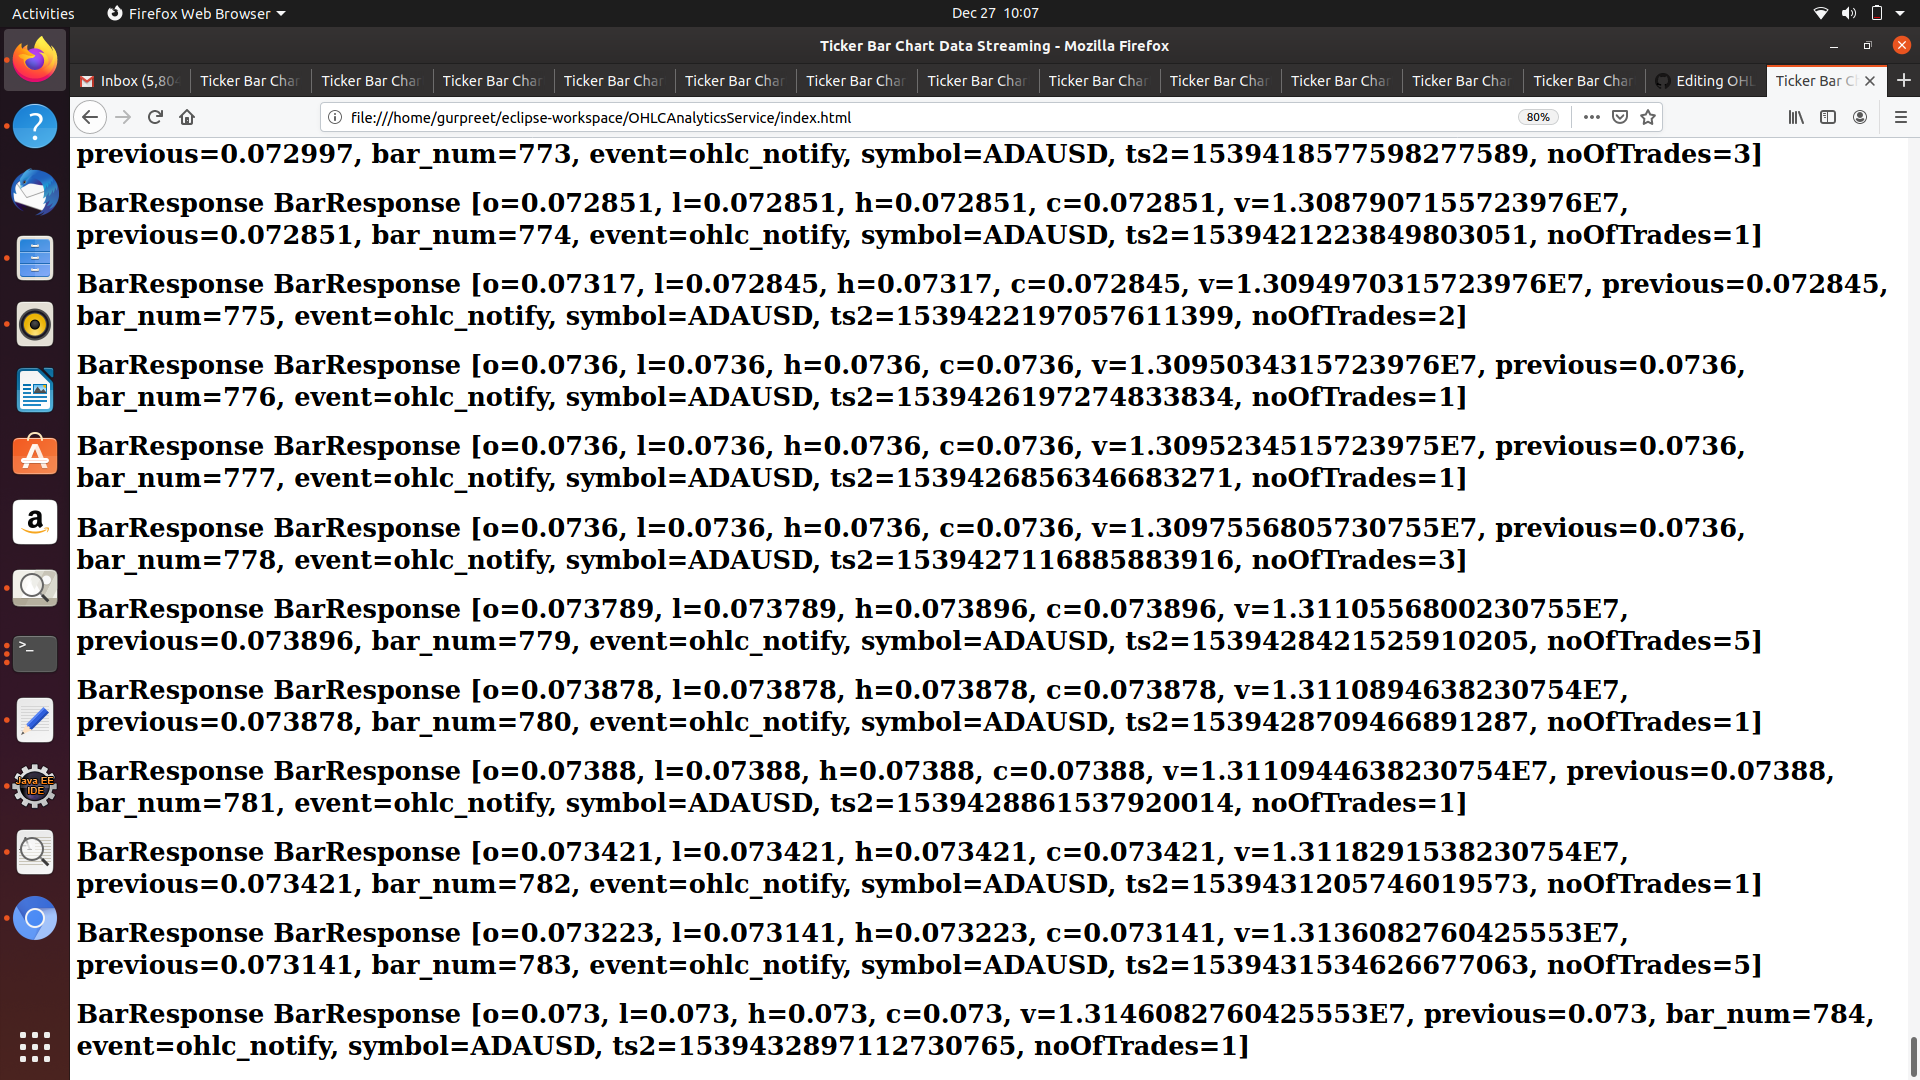 Activities
Firefox Web Browser
Dec 27 10:07
Ticker Bar Chart Data Streaming - Mozilla Firefox
Inbox (5,804
Ticker Bar Char
Ticker Bar Char
Ticker Bar Char
Ticker Bar Char
Ticker Bar Char
Ticker Bar Char
Ticker Bar Char
Ticker Bar Char
Ticker Bar Char
Ticker Bar Char
Ticker Bar Char
Ticker Bar Char
Editing OHL
Ticker Bar C
file:///home/gurpreet/eclipse-workspace/OHLCAnalyticsService/index.html
80%
previous=0.072997, bar_num=773, event=ohlc_notify, symbol=ADAUSD, ts2=1539418577598277589, noOfTrades=3]
BarResponse BarResponse [o=0.072851, l=0.072851, h=0.072851, c=0.072851, v=1.3087907155723976E7,
previous=0.072851, bar_num=774, event=ohlc_notify, symbol=ADAUSD, ts2=1539421223849803051, noOfTrades=1]
BarResponse BarResponse [o=0.07317, l=0.072845, h=0.07317, c=0.072845, v=1.3094970315723976E7, previous=0.072845,
bar_num=775, event=ohlc_notify, symbol=ADAUSD, ts2=1539422197057611399, noOfTrades=2]
BarResponse BarResponse [o=0.0736, l=0.0736, h=0.0736, c=0.0736, v=1.3095034315723976E7, previous=0.0736,
bar_num=776, event=ohlc_notify, symbol=ADAUSD, ts2=1539426197274833834, noOfTrades=1]
BarResponse BarResponse [o=0.0736, l=0.0736, h=0.0736, c=0.0736, v=1.3095234515723975E7, previous=0.0736,
bar_num=777, event=ohlc_notify, symbol=ADAUSD, ts2=1539426856346683271, noOfTrades=1]
BarResponse BarResponse [o=0.0736, l=0.0736, h=0.0736, c=0.0736, v=1.3097556805730755E7, previous=0.0736,
bar_num=778, event=ohlc_notify, symbol=ADAUSD, ts2=1539427116885883916, noOfTrades=3]
BarResponse BarResponse [o=0.073789, l=0.073789, h=0.073896, c=0.073896, v=1.3110556800230755E7,
previous=0.073896, bar_num=779, event=ohlc_notify, symbol=ADAUSD, ts2=1539428421525910205, noOfTrades=5]
BarResponse BarResponse [o=0.073878, l=0.073878, h=0.073878, c=0.073878, v=1.3110894638230754E7,
previous=0.073878, bar_num=780, event=ohlc_notify, symbol=ADAUSD, ts2=1539428709466891287, noOfTrades=1]
BarResponse BarResponse [o=0.07388, l=0.07388, h=0.07388, c=0.07388, v=1.3110944638230754E7, previous=0.07388,
bar_num=781, event=ohlc_notify, symbol=ADAUSD, ts2=1539428861537920014, noOfTrades=1]
BarResponse BarResponse [o=0.073421, l=0.073421, h=0.073421, c=0.073421, v=1.3118291538230754E7,
previous=0.073421, bar_num=782, event=ohlc_notify, symbol=ADAUSD, ts2=1539431205746019573, noOfTrades=1]
BarResponse BarResponse [o=0.073223, l=0.073141, h=0.073223, c=0.073141, v=1.3136082760425553E7,
previous=0.073141, bar_num=783, event=ohlc_notify, symbol=ADAUSD, ts2=1539431534626677063, noOfTrades=5]
BarResponse BarResponse [o=0.073, l=0.073, h=0.073, c=0.073, v=1.3146082760425553E7, previous=0.073, bar_num=784,
event=ohlc_notify, symbol=ADAUSD, ts2=1539432897112730765, noOfTrades=1]
Java EE
IDE